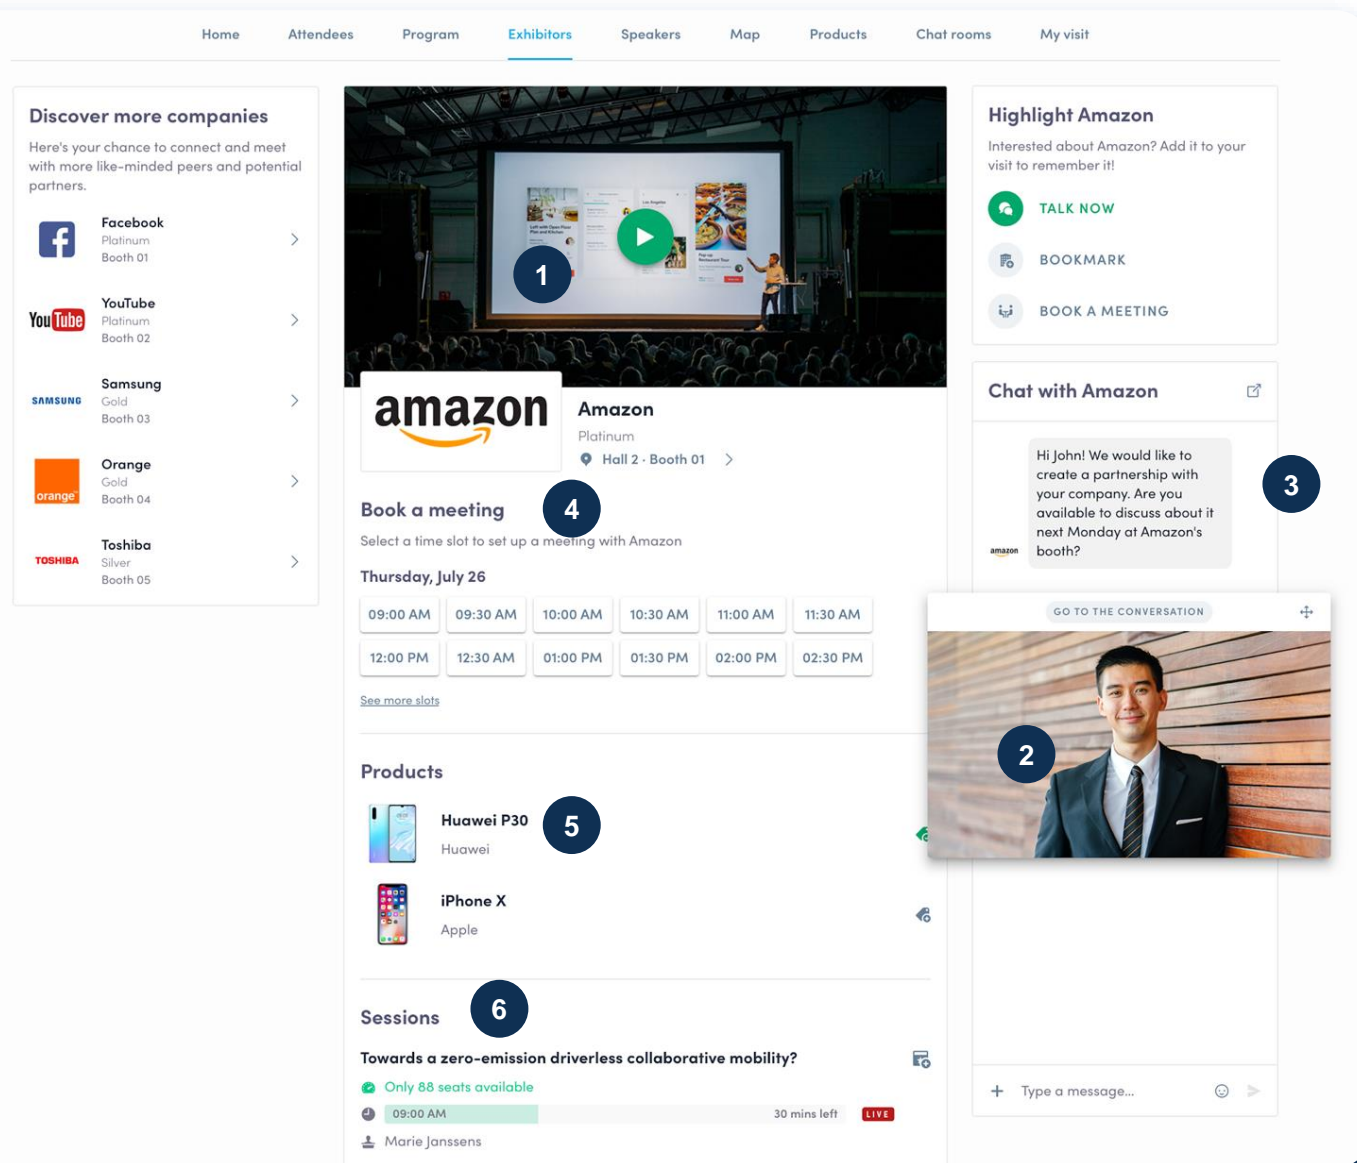 Home Attendees Program Exhibitors Speakers Map Products Chat rooms My visit
Discover more companies
Here's your chance to connect and meet
with more like-minded peers and potential
partners.
Facebook
Platinum
Booth 01
YouTube
YouTube
Platinum
Booth 02
SAMSUNG
Samsung
Gold
Booth 03
orange
Orange
Gold
Booth 04
TOSHIBA
Toshiba
Silver
Booth 05
1
amazon
Amazon
Platinum
Hall 2 · Booth 01
Book a meeting
4
Select a time slot to set up a meeting with Amazon
Thursday, July 26
09:00 AM 09:30 AM 10:00 AM 10:30 AM 11:00 AM 11:30 AM
12:00 PM 12:30 AM 01:00 PM 01:30 PM 02:00 PM 02:30 PM
See more slots
Products
Huawei P30
5
Huawei
iPhone X
Apple
Sessions
6
Towards a zero-emission driverless collaborative mobility?
Only 88 seats available
09:00 AM 30 mins left LIVE
Marie Janssens
Highlight Amazon
Interested about Amazon? Add it to your
visit to remember it!
TALK NOW
BOOKMARK
BOOK A MEETING
Chat with Amazon
Hi John! We would like to
create a partnership with
your company. Are you
available to discuss about it
next Monday at Amazon's
booth?
amazon
3
GO TO THE CONVERSATION
2
Type a message...